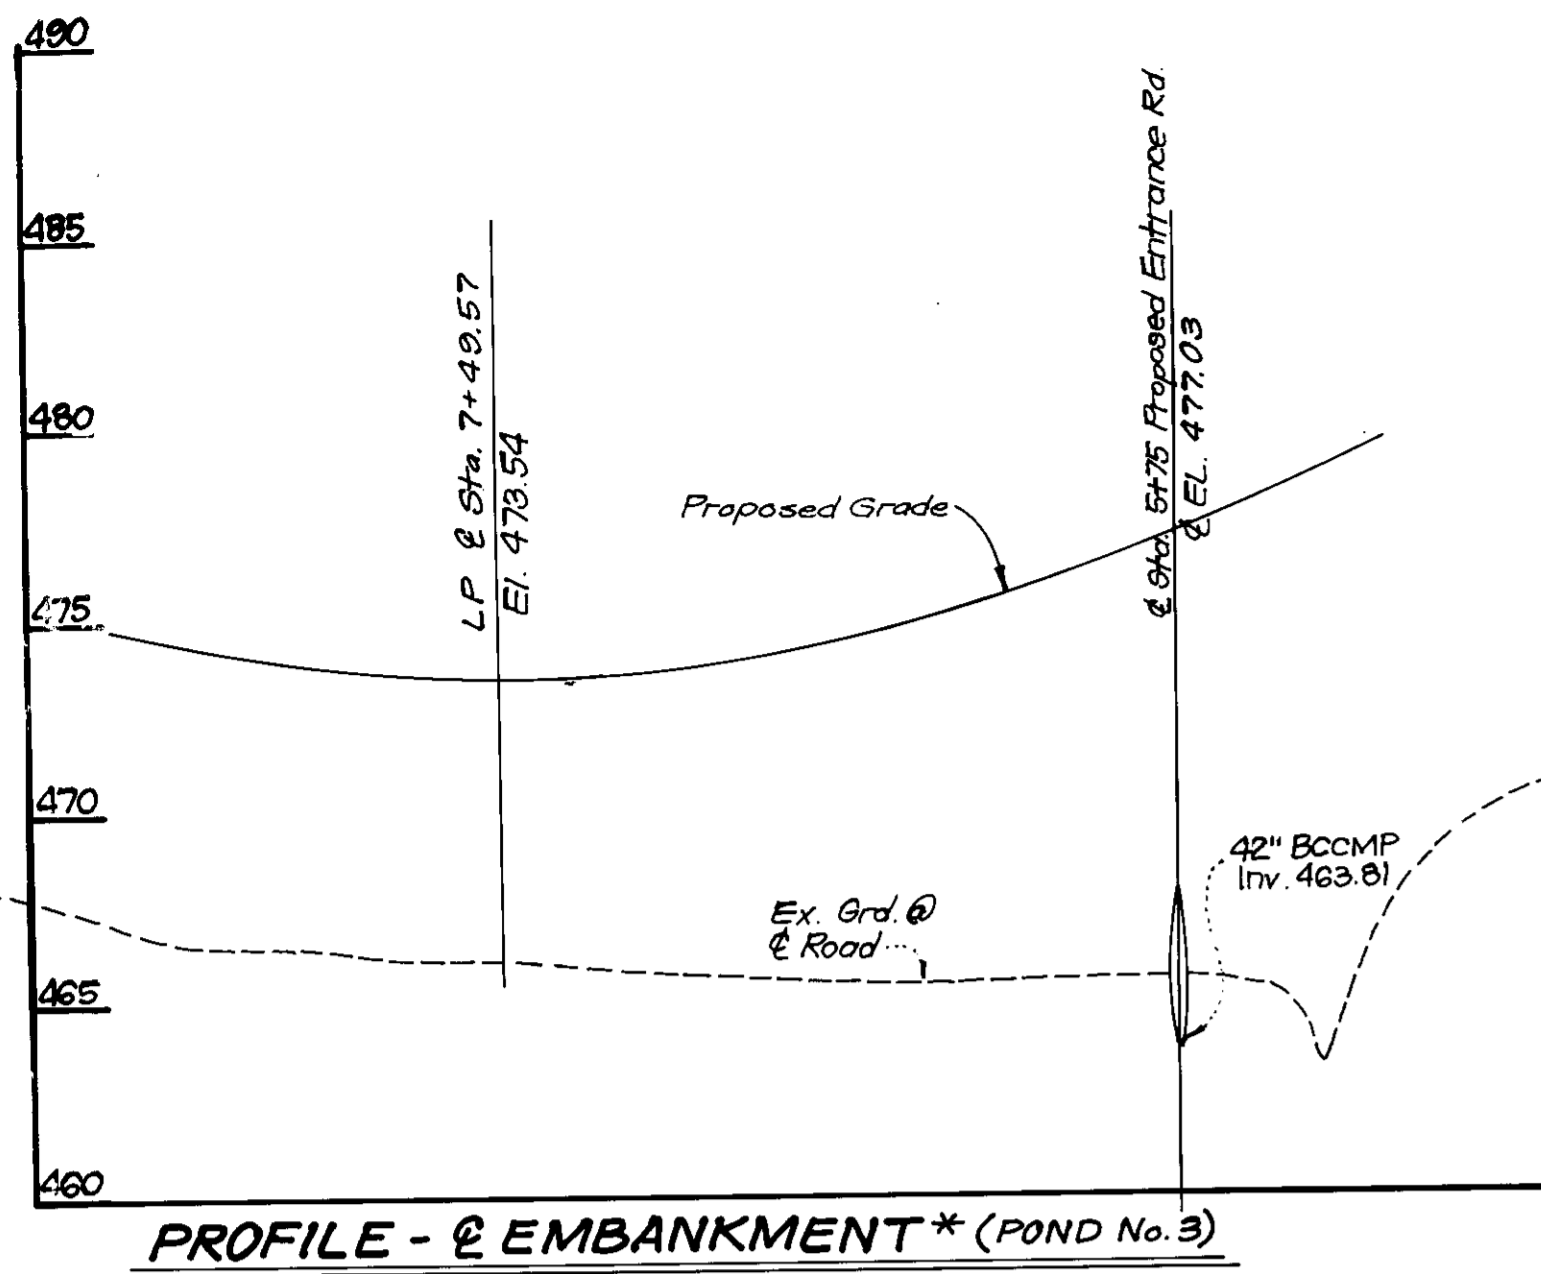 490
485
480
475
470
465
460
LP ℄ Sta. 7+49.57
El. 473.54
Proposed Grade
℄ Sta. 5+75 Proposed Entrance Rd.
℄ EL. 477.03
42" BCCMP
Inv. 463.81
Ex. Grd. @
℄ Road
PROFILE - ℄ EMBANKMENT * (POND No. 3)